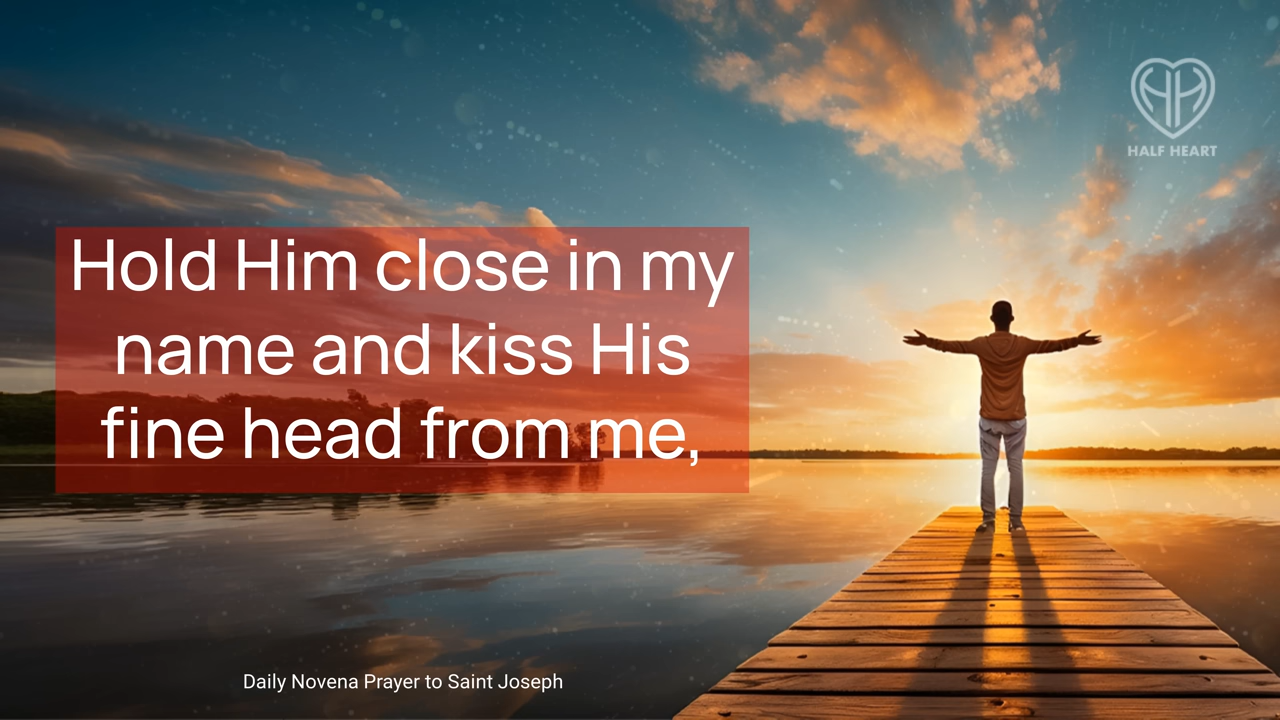 HALF HEART
Hold Him close in my
name and kiss His
fine head from me,
Daily Novena Prayer to Saint Joseph